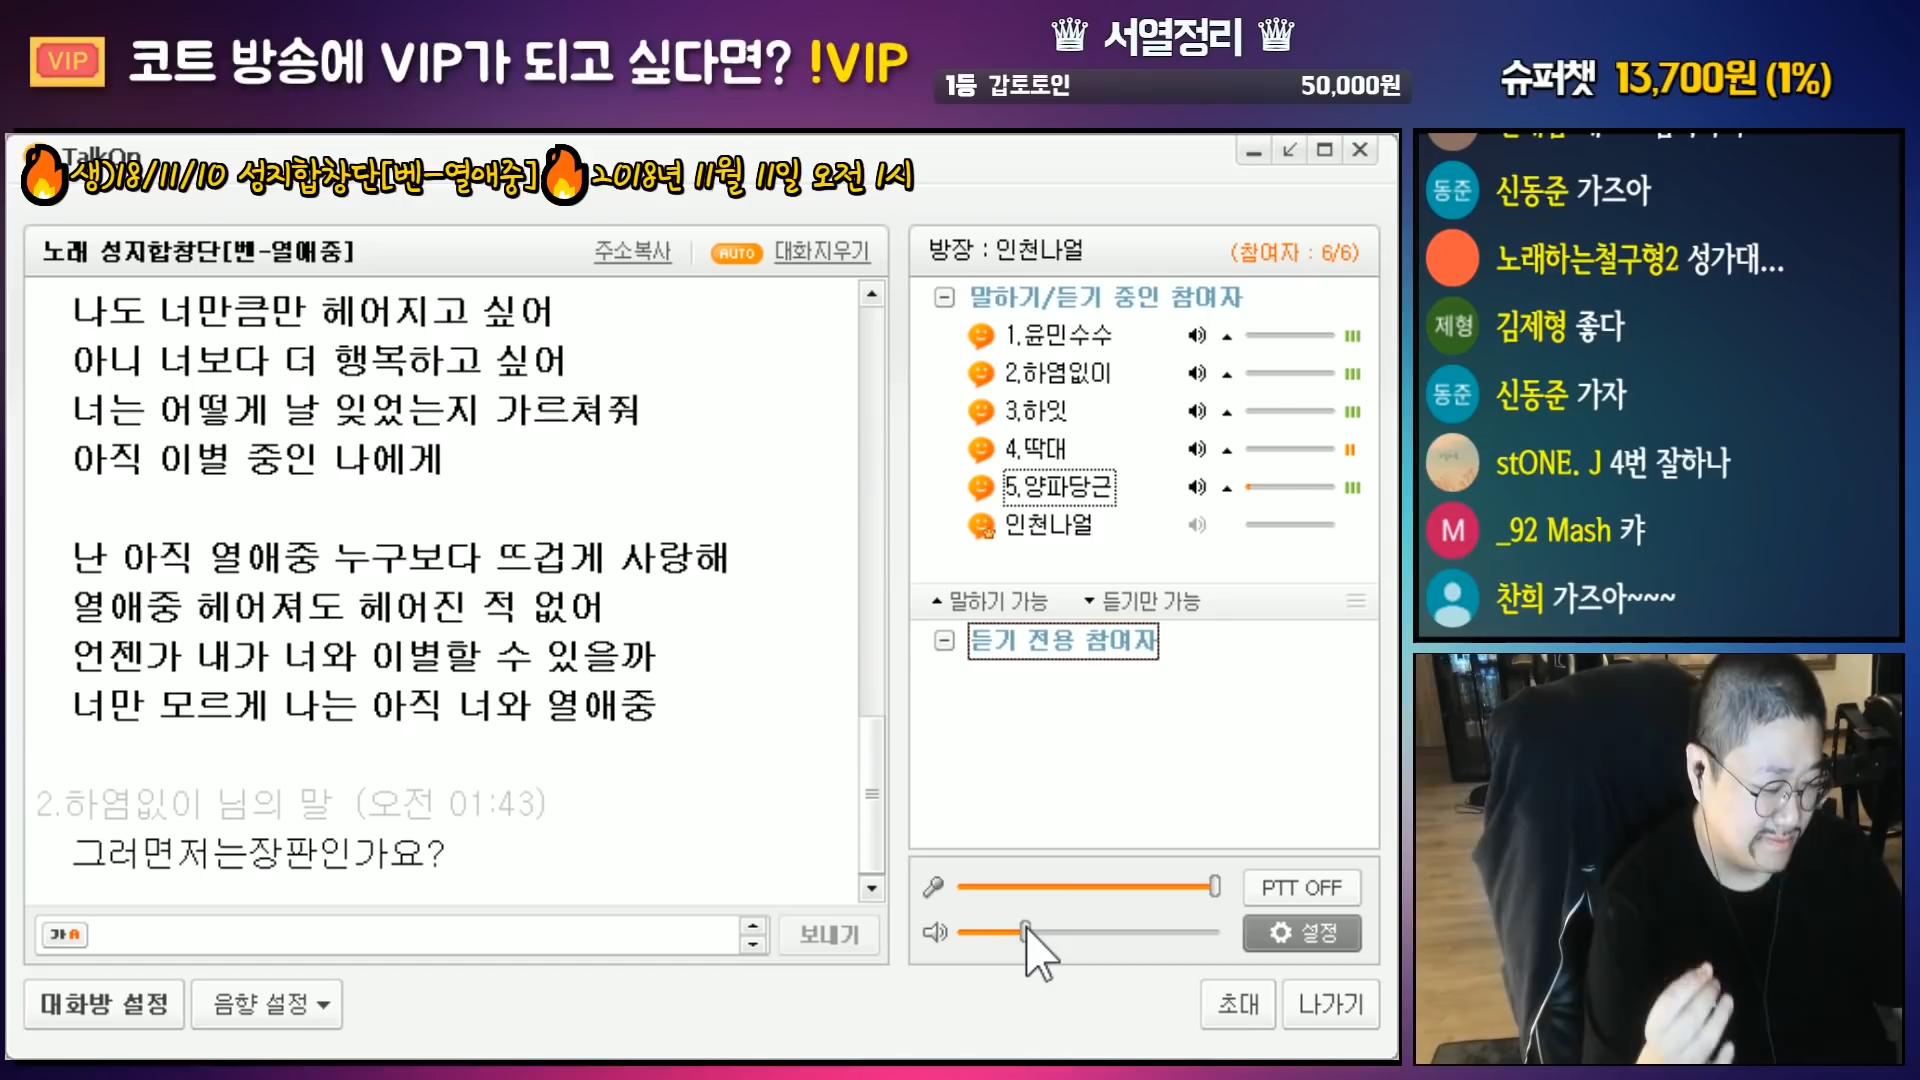 VIP 코트 방송에 VIP가 되고 싶다면? !VIP
서열정리
1등 갑토토인 50,000원
슈퍼챗 13,700원 (1%)
TalkOn
생)18/11/10 성지합창단[벤-열애중] 2018년 11월 11일 오전 1시
노래 성지합창단[벤-열애중] 주소복사 AUTO 대화지우기
나도 너만큼만 헤어지고 싶어
아니 너보다 더 행복하고 싶어
너는 어떻게 날 잊었는지 가르쳐줘
아직 이별 중인 나에게
난 아직 열애중 누구보다 뜨겁게 사랑해
열애중 헤어져도 헤어진 적 없어
언젠가 내가 너와 이별할 수 있을까
너만 모르게 나는 아직 너와 열애중
2.하염없이 님의 말 (오전 01:43)
그러면저는장판인가요?
가A
보내기
대화방 설정
음향 설정
방장 : 인천나얼 (참여자 : 6/6)
말하기/듣기 중인 참여자
1.윤민수수
2.하염없이
3.하잇
4.딱대
5.양파당근
인천나얼
말하기 가능 듣기만 가능
듣기 전용 참여자
PTT OFF
설정
초대
나가기
동준 신동준 가즈아
노래하는철구형2 성가대...
제형 김제형 좋다
동준 신동준 가자
stONE. J 4번 잘하나
M _92 Mash 캬
찬희 가즈아~~~